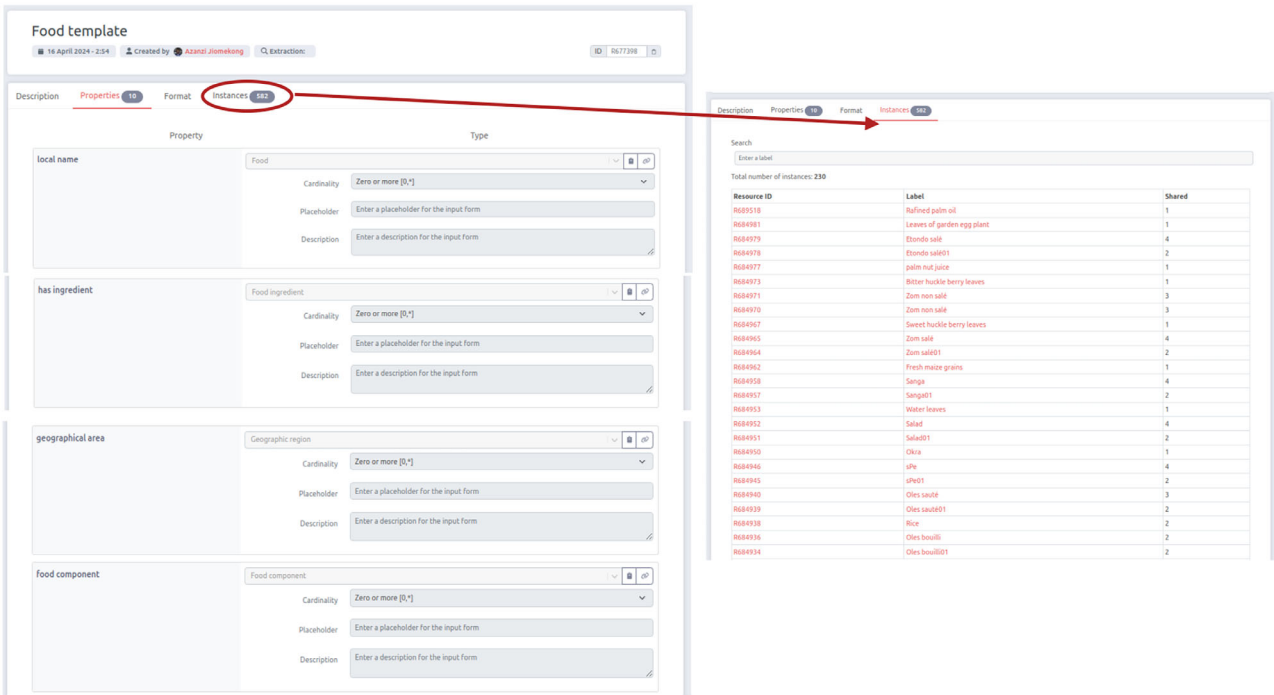 Food template
16 April 2024 - 2:54 Created by Azanzi Jiomekong Extraction: ID R677398
Description Properties 10 Format Instances 582
Property Type
local name Food
Cardinality Zero or more [0,*]
Placeholder Enter a placeholder for the input form
Description Enter a description for the input form
has ingredient Food ingredient
Cardinality Zero or more [0,*]
Placeholder Enter a placeholder for the input form
Description Enter a description for the input form
geographical area Geographic region
Cardinality Zero or more [0,*]
Placeholder Enter a placeholder for the input form
Description Enter a description for the input form
food component Food component
Cardinality Zero or more [0,*]
Placeholder Enter a placeholder for the input form
Description Enter a description for the input form
Description Properties 10 Format Instances 582
Search
Enter a label
Total number of instances: 230
Resource ID Label Shared
R689518 Rafined palm oil 1
R684981 Leaves of garden egg plant 1
R684979 Etondo salé 4
R684978 Etondo salé01 2
R684977 palm nut juice 1
R684973 Bitter huckle berry leaves 1
R684971 Zom non salé 3
R684970 Zom non salé 3
R684967 Sweet huckle berry leaves 1
R684965 Zom salé 4
R684964 Zom salé01 2
R684962 Fresh maize grains 1
R684958 Sanga 4
R684957 Sanga01 2
R684953 Water leaves 1
R684952 Salad 4
R684951 Salad01 2
R684950 Okra 1
R684946 sPe 4
R684945 sPe01 2
R684940 Oles sauté 3
R684939 Oles sauté01 2
R684938 Rice 2
R684936 Oles bouilli 2
R684934 Oles bouilli01 2